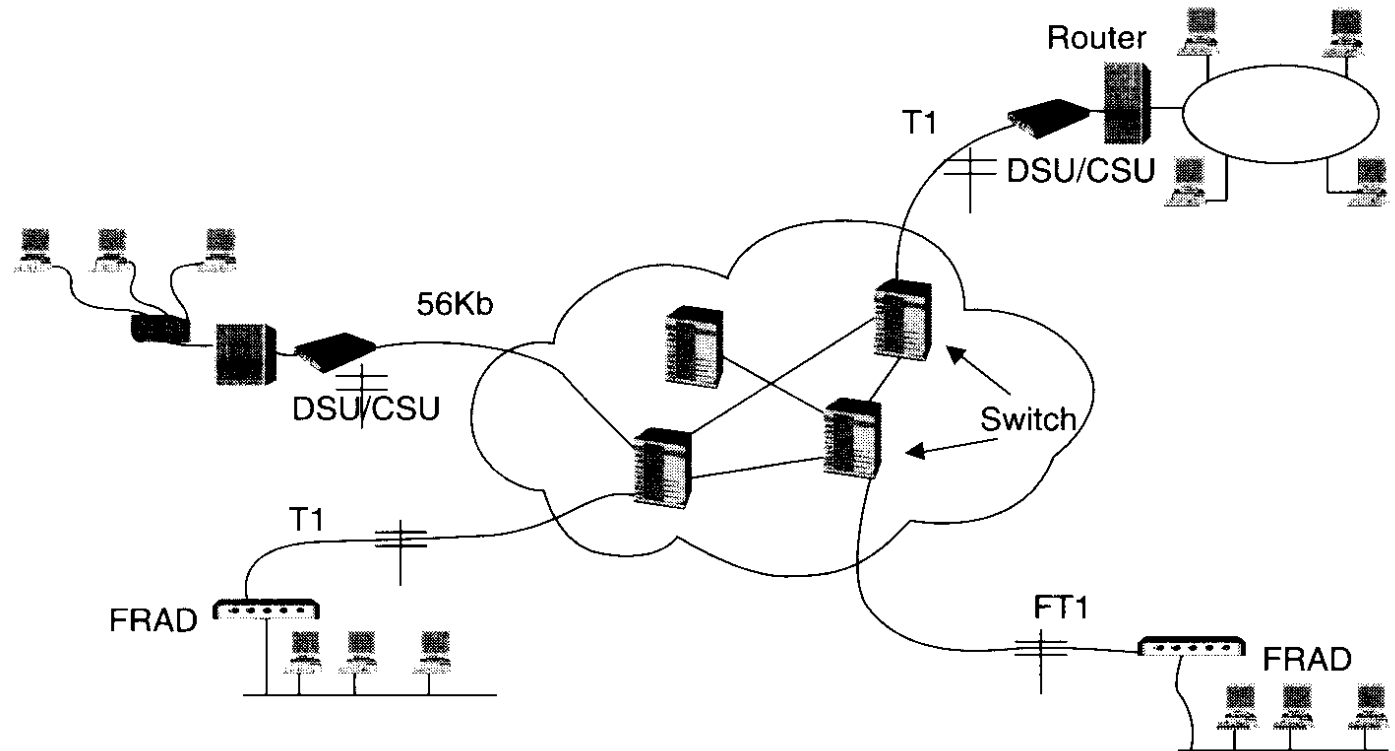 Router
T1
DSU/CSU
56Kb
DSU/CSU
Switch
T1
FRAD
FT1
FRAD